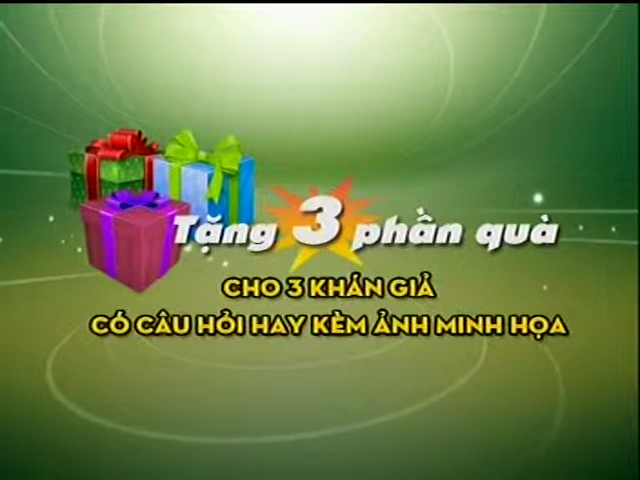 Tặng 3 phần quà
CHO 3 KHÁN GIẢ
CÓ CÂU HỎI HAY KÈM ẢNH MINH HỌA